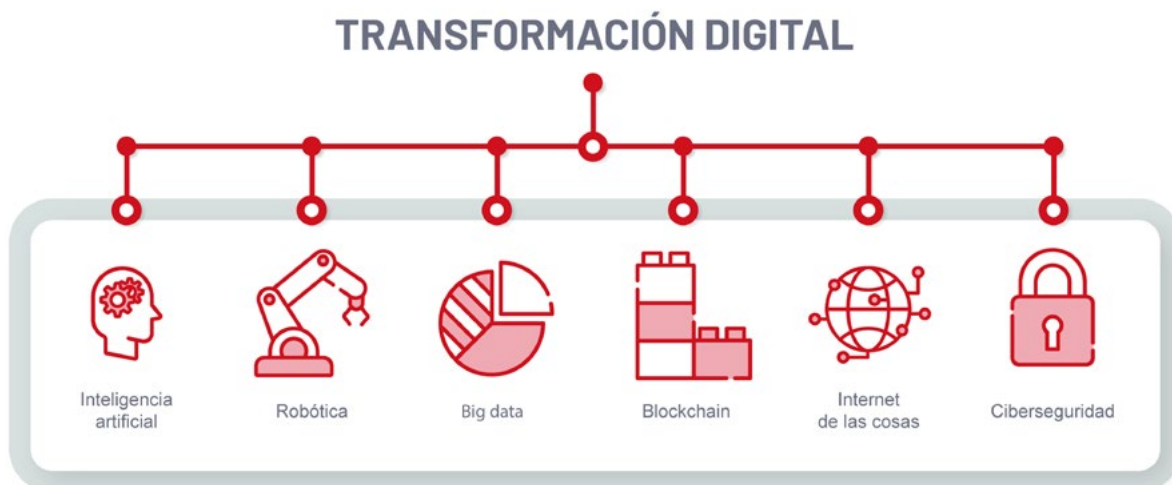 TRANSFORMACIÓN DIGITAL
Inteligencia
artificial
Robótica
Big data
Blockchain
Internet
de las cosas
Ciberseguridad